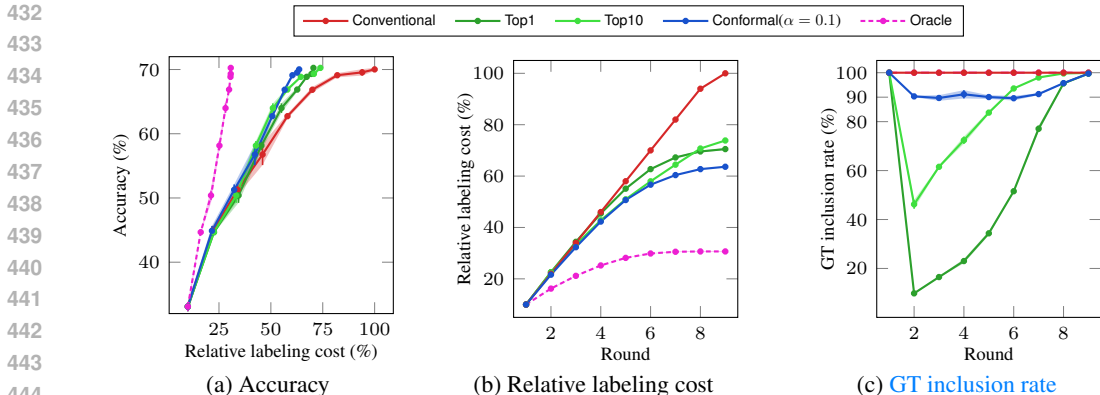 432
433
434
435
436
437
438
439
440
441
442
443
Conventional Top1 Top10 Conformal(α = 0.1) Oracle
70
60
50
40
Accuracy (%)
25 50 75 100
Relative labeling cost (%)
(a) Accuracy
100
80
60
40
20
Relative labeling cost (%)
2 4 6 8
Round
(b) Relative labeling cost
100
90
80
60
40
20
GT inclusion rate (%)
2 4 6 8
Round
(c) GT inclusion rate